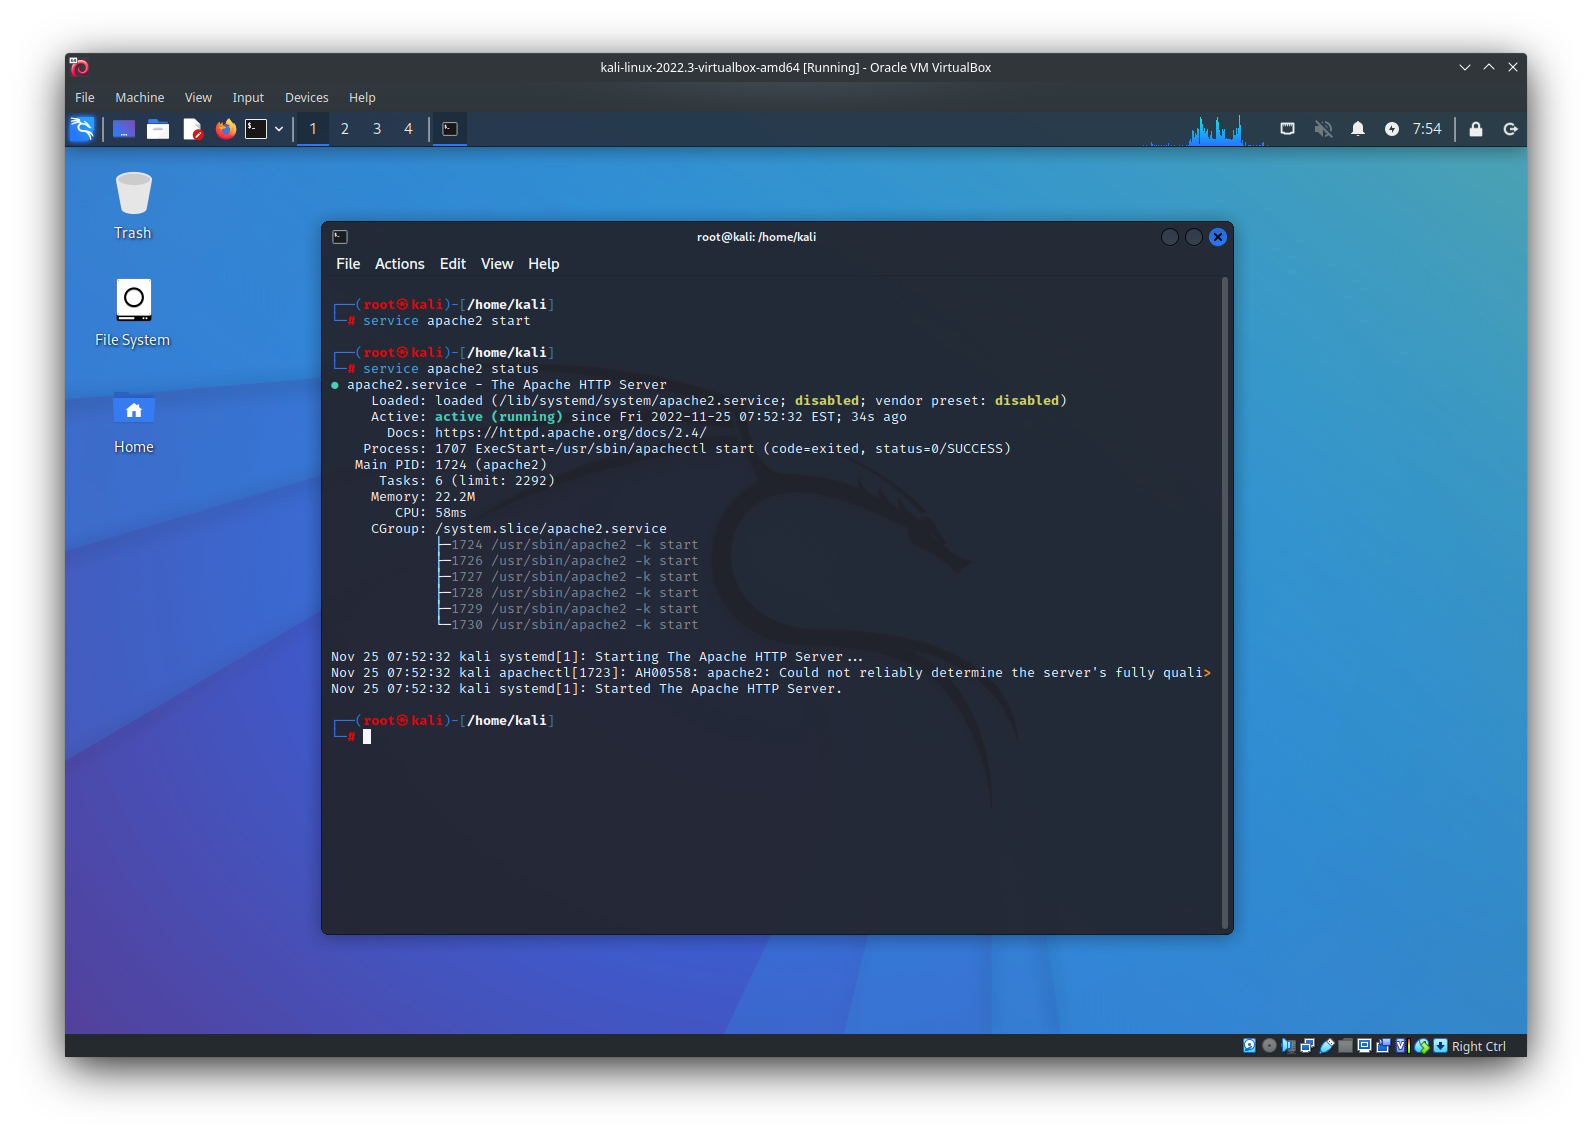 kali-linux-2022.3-virtualbox-amd64 [Running] - Oracle VM VirtualBox
File Machine View Input Devices Help
1 2 3 4 7:54
Trash
File System
Home
root@kali: /home/kali
File Actions Edit View Help
┌──(root㉿kali)-[/home/kali]
└─# service apache2 start
┌──(root㉿kali)-[/home/kali]
└─# service apache2 status
● apache2.service - The Apache HTTP Server
Loaded: loaded (/lib/systemd/system/apache2.service; disabled; vendor preset: disabled)
Active: active (running) since Fri 2022-11-25 07:52:32 EST; 34s ago
Docs: https://httpd.apache.org/docs/2.4/
Process: 1707 ExecStart=/usr/sbin/apachectl start (code=exited, status=0/SUCCESS)
Main PID: 1724 (apache2)
Tasks: 6 (limit: 2292)
Memory: 22.2M
CPU: 58ms
CGroup: /system.slice/apache2.service
├─1724 /usr/sbin/apache2 -k start
├─1726 /usr/sbin/apache2 -k start
├─1727 /usr/sbin/apache2 -k start
├─1728 /usr/sbin/apache2 -k start
├─1729 /usr/sbin/apache2 -k start
└─1730 /usr/sbin/apache2 -k start
Nov 25 07:52:32 kali systemd[1]: Starting The Apache HTTP Server...
Nov 25 07:52:32 kali apachectl[1723]: AH00558: apache2: Could not reliably determine the server's fully quali>
Nov 25 07:52:32 kali systemd[1]: Started The Apache HTTP Server.
┌──(root㉿kali)-[/home/kali]
└─#
Right Ctrl